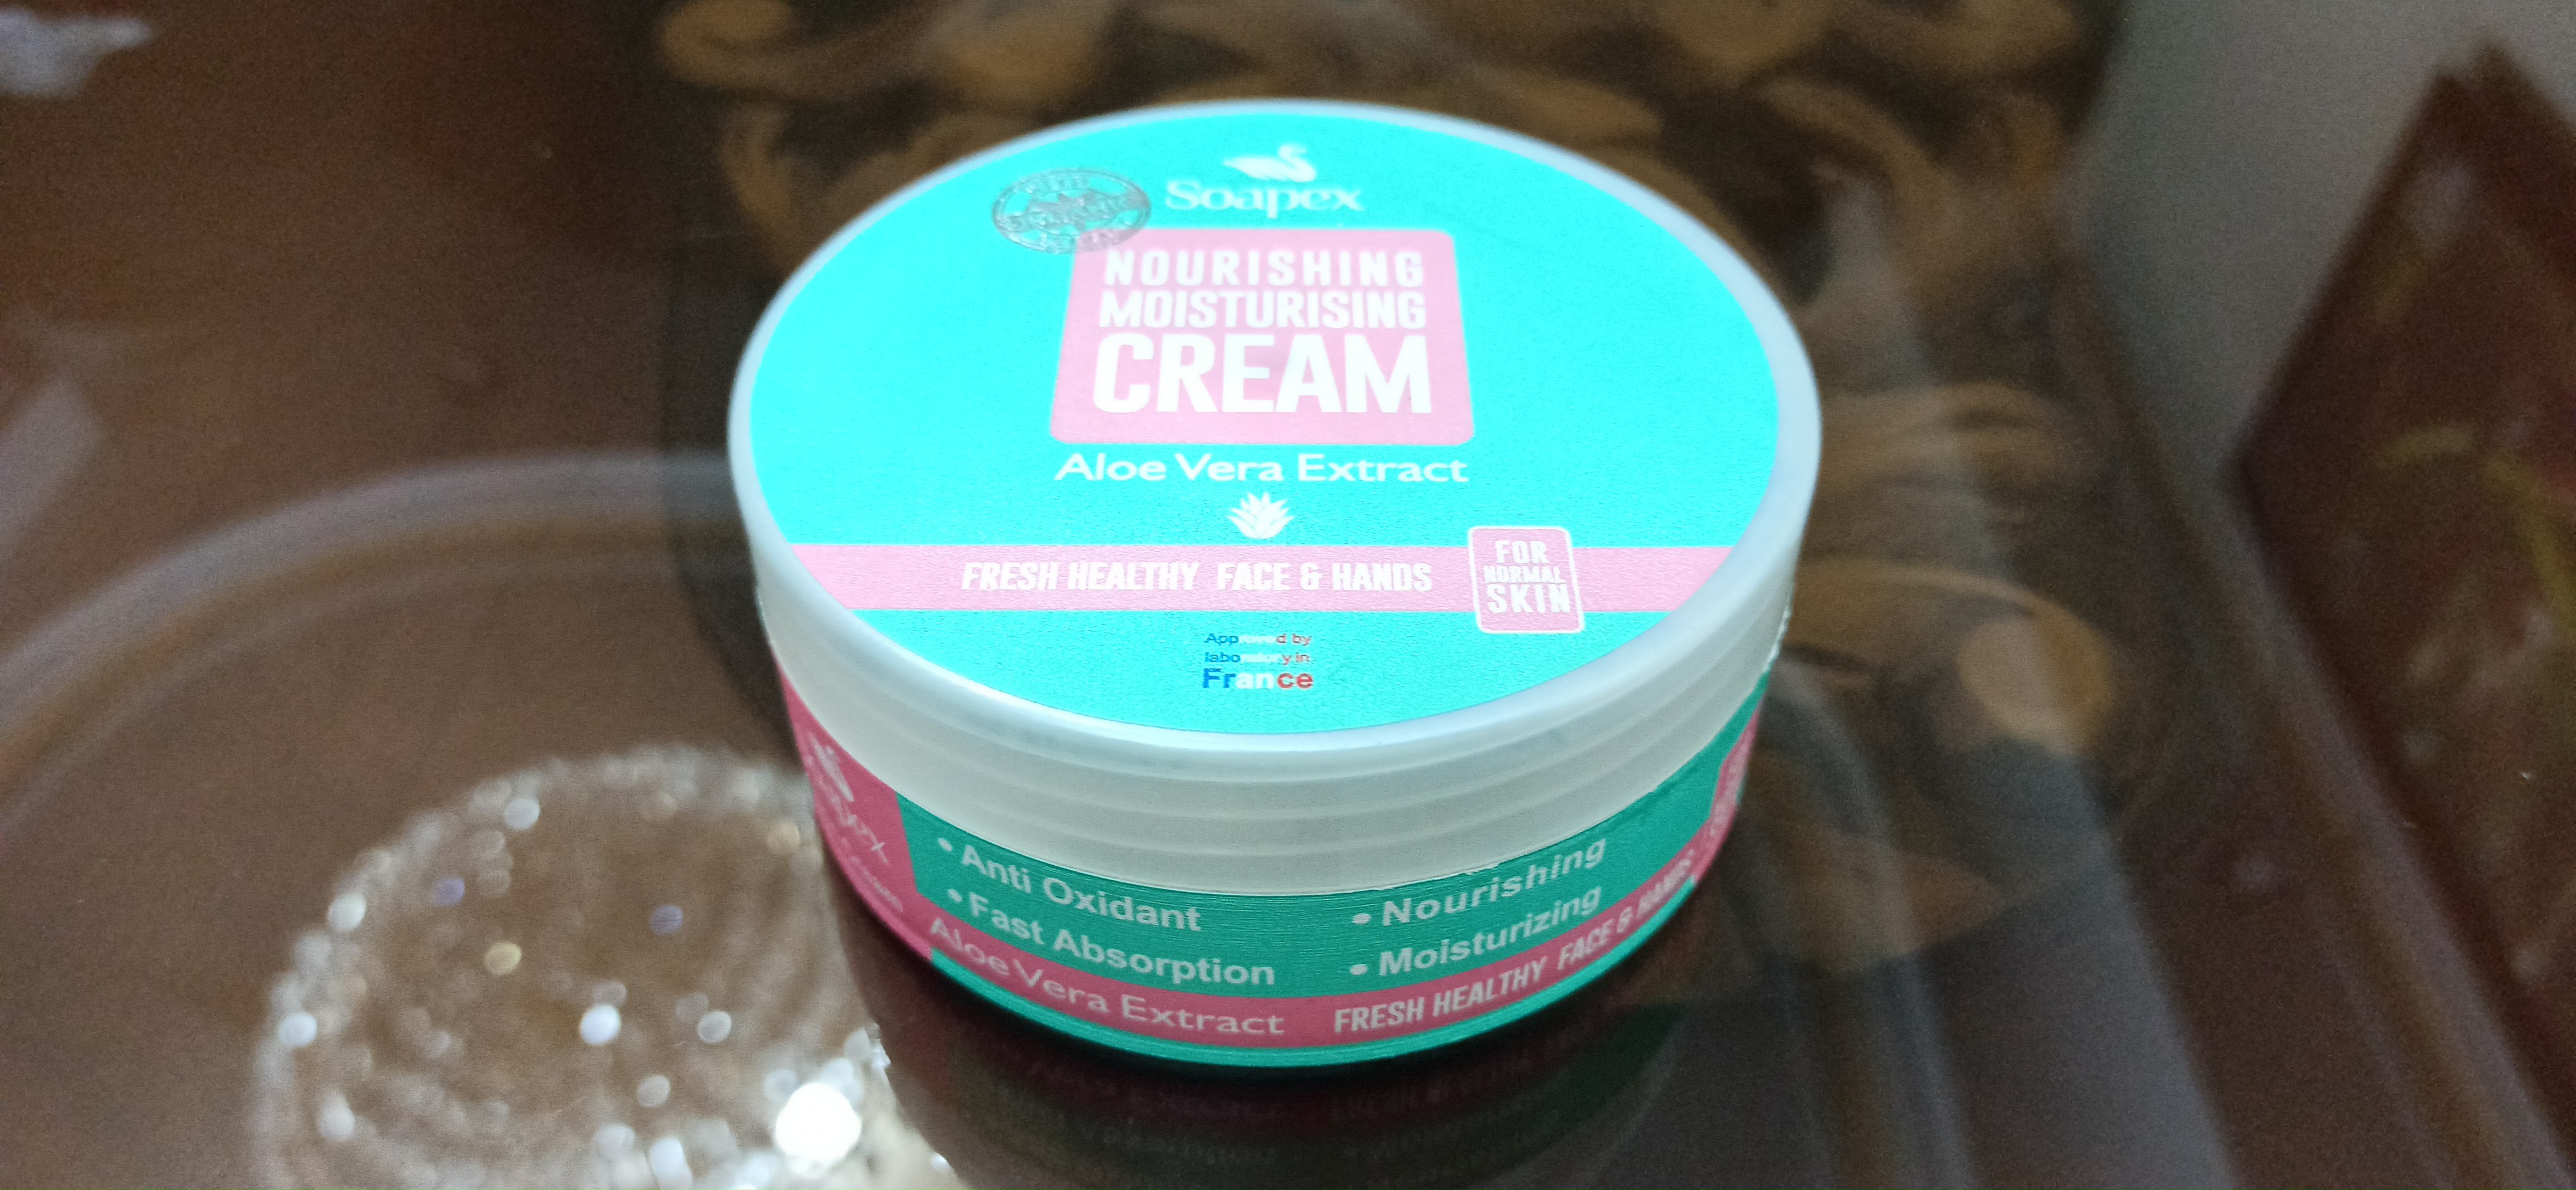 Soapex
NOURISHING
MOISTURISING
CREAM
Aloe Vera Extract
FRESH HEALTHY FACE & HANDS
FOR
NORMAL
SKIN
Approved by
laboratory in
France
• Anti Oxidant
• Fast Absorption
• Nourishing
• Moisturizing
Aloe Vera Extract
FRESH HEALTHY FACE & HANDS